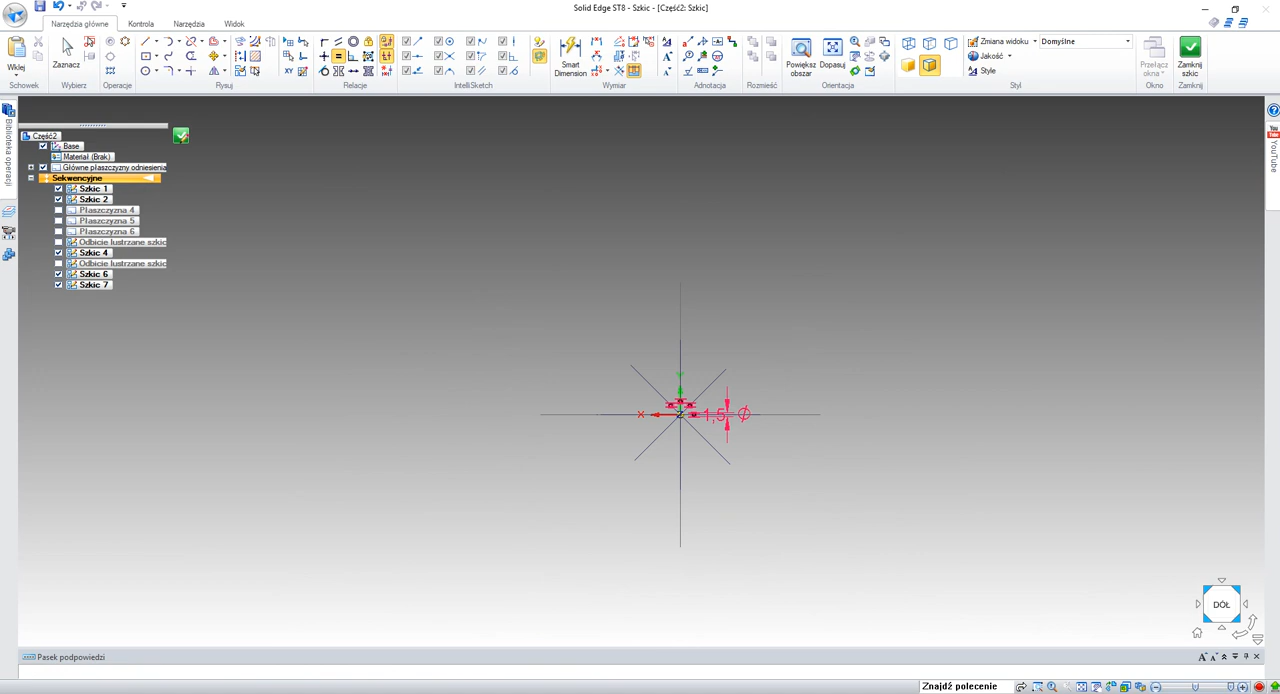 Solid Edge ST8 - Szkic - [Część2: Szkic]
Narzędzia główne
Kontrola
Narzędzia
Widok
Wklej
Zaznacz
Smart
Dimension
Powiększ
obszar
Dopasuj
Zmiana widoku
Domyślne
Jakość
Style
Przełącz
okna
Zamknij
szkic
Schowek
Wybierz
Operacje
Rysuj
Relacje
IntelliSketch
Wymiar
Adnotacja
Rozmieść
Orientacja
Styl
Okno
Zamknij
Biblioteka operacji
You
Tube
YouTube
Część2
Base
Materiał (Brak)
Główne płaszczyzny odniesienia
Sekwencyjne
Szkic 1
Szkic 2
Płaszczyzna 4
Płaszczyzna 5
Płaszczyzna 6
Odbicie lustrzane szkic
Szkic 4
Odbicie lustrzane szkic
Szkic 6
Szkic 7
Y
X
Z
1,5
DÓŁ
Pasek podpowiedzi
Znajdź polecenie